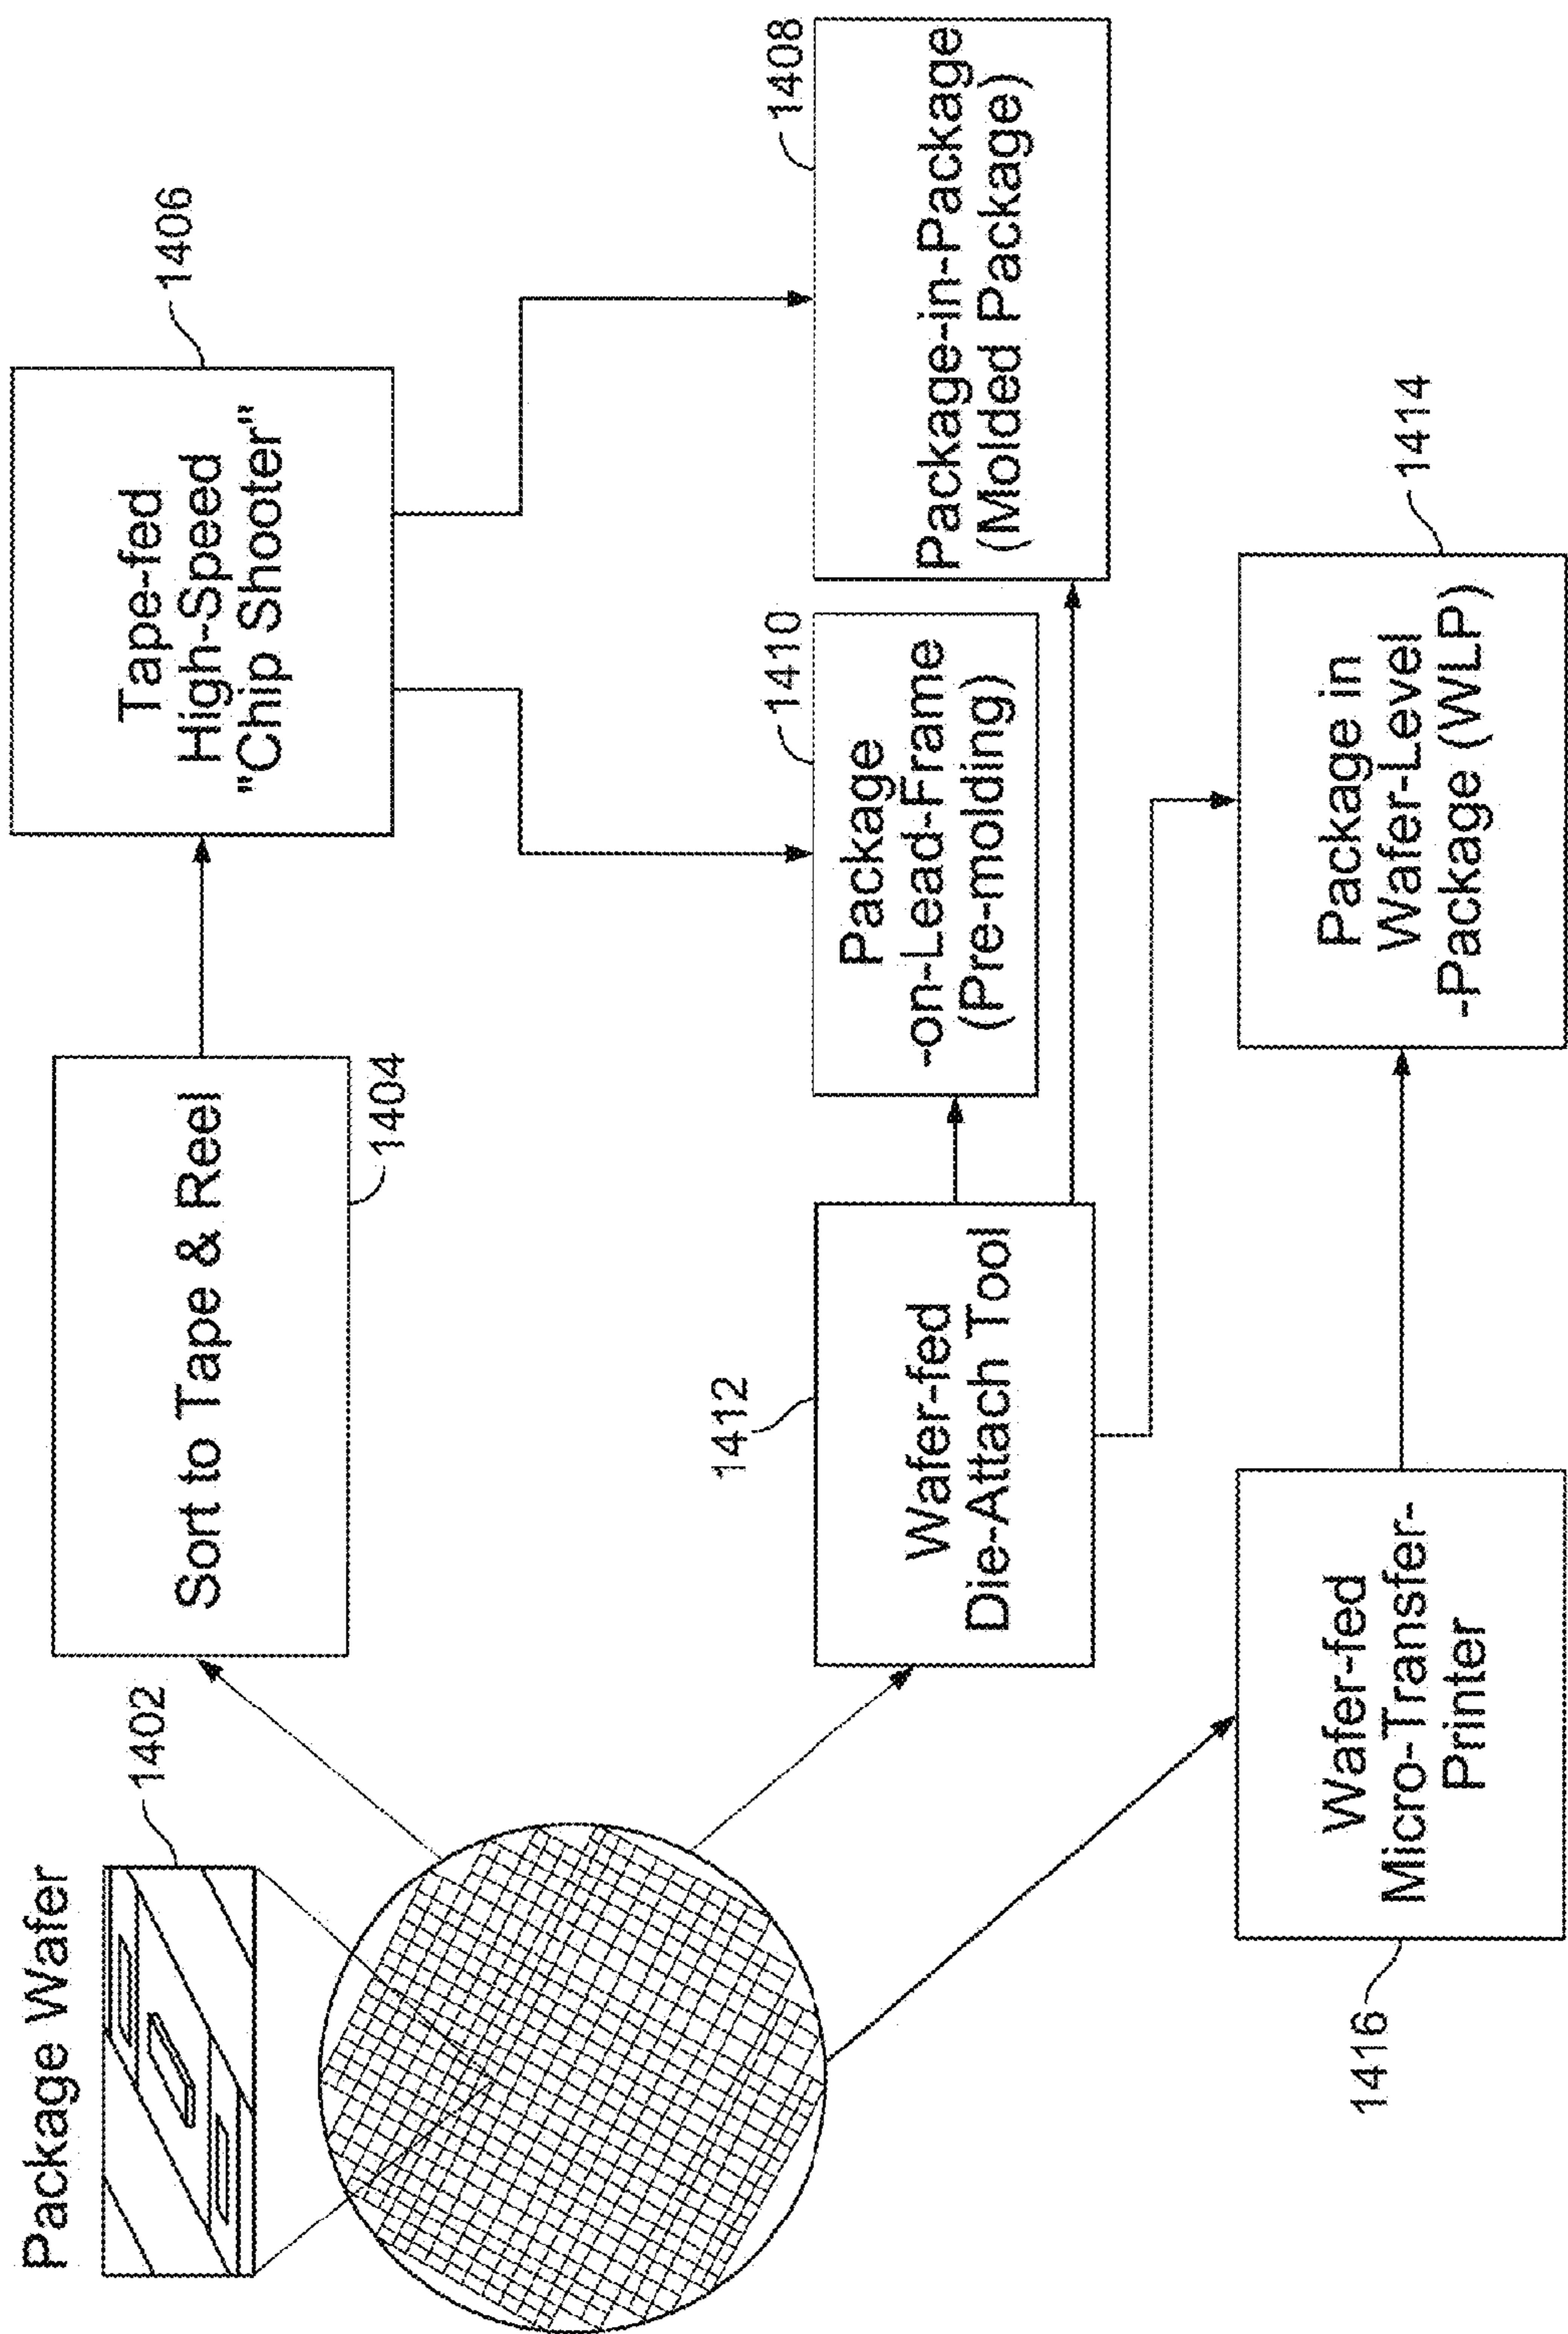 Package Wafer
1402
Sort to Tape & Reel
1404
Tape-fed
High-Speed
"Chip Shooter"
1406
1412
Wafer-fed
Die-Attach Tool
Package
-on-Lead-Frame
(Pre-molding)
1410
Package-in-Package
(Molded Package)
1408
1416
Wafer-fed
Micro-Transfer-
Printer
Package in
Wafer-Level
-Package (WLP)
1414